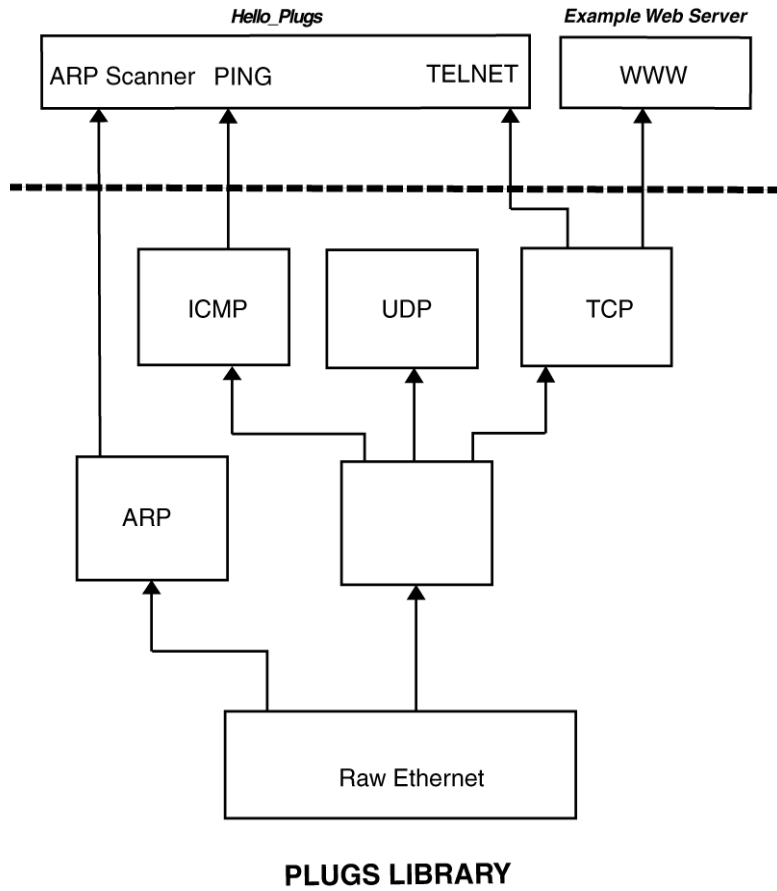 Hello_Plugs
Example Web Server
ARP Scanner PING TELNET
WWW
ICMP
UDP
TCP
ARP
Raw Ethernet
PLUGS LIBRARY